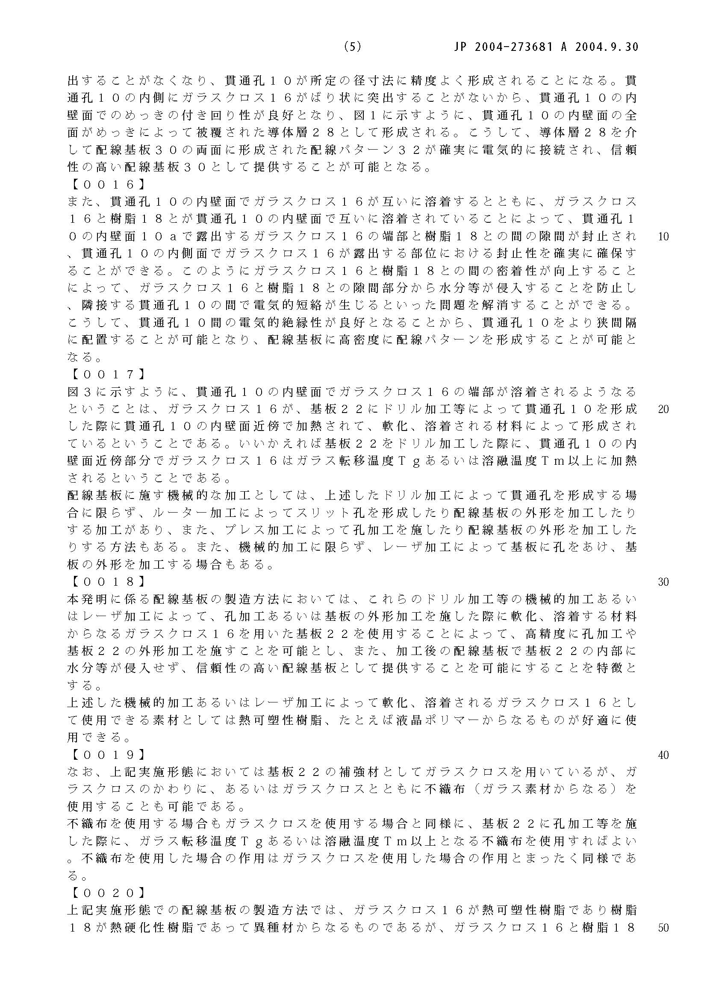 (5) JP 2004-273681 A 2004.9.30
出することがなくなり、貫通孔１０が所定の径寸法に精度よく形成されることになる。貫
通孔１０の内側にガラスクロス１６がばり状に突出することがないから、貫通孔１０の内
壁面でのめっきの付き回り性が良好となり、図１に示すように、貫通孔１０の内壁面の全
面がめっきによって被覆された導体層２８として形成される。こうして、導体層２８を介
して配線基板３０の両面に形成された配線パターン３２が確実に電気的に接続され、信頼
性の高い配線基板３０として提供することが可能となる。
【００１６】
また、貫通孔１０の内壁面でガラスクロス１６が互いに溶着するとともに、ガラスクロス
１６と樹脂１８とが貫通孔１０の内壁面で互いに溶着されていることによって、貫通孔１
０の内壁面１０ａで露出するガラスクロス１６の端部と樹脂１８との間の隙間が封止され 10
、貫通孔１０の内側面でガラスクロス１６が露出する部位における封止性を確実に確保す
ることができる。このようにガラスクロス１６と樹脂１８との間の密着性が向上すること
によって、ガラスクロス１６と樹脂１８との隙間部分から水分等が侵入することを防止し
、隣接する貫通孔１０の間で電気的短絡が生じるといった問題を解消することができる。
こうして、貫通孔１０間の電気的絶縁性が良好となることから、貫通孔１０をより狭間隔
に配置することが可能となり、配線基板に高密度に配線パターンを形成することが可能と
なる。
【００１７】
図３に示すように、貫通孔１０の内壁面でガラスクロス１６の端部が溶着されるようなる
ということは、ガラスクロス１６が、基板２２にドリル加工等によって貫通孔１０を形成 20
した際に貫通孔１０の内壁面近傍で加熱されて、軟化、溶着される材料によって形成され
ているということである。いいかえれば基板２２をドリル加工した際に、貫通孔１０の内
壁面近傍部分でガラスクロス１６はガラス転移温度Ｔｇあるいは溶融温度Ｔｍ以上に加熱
されるということである。
配線基板に施す機械的な加工としては、上述したドリル加工によって貫通孔を形成する場
合に限らず、ルーター加工によってスリット孔を形成したり配線基板の外形を加工したり
する加工があり、また、プレス加工によって孔加工を施したり配線基板の外形を加工した
りする方法もある。また、機械的加工に限らず、レーザ加工によって基板に孔をあけ、基
板の外形を加工する場合もある。
【００１８】 30
本発明に係る配線基板の製造方法においては、これらのドリル加工等の機械的加工あるい
はレーザ加工によって、孔加工あるいは基板の外形加工を施した際に軟化、溶着する材料
からなるガラスクロス１６を用いた基板２２を使用することによって、高精度に孔加工や
基板２２の外形加工を施すことを可能とし、また、加工後の配線基板で基板２２の内部に
水分等が侵入せず、信頼性の高い配線基板として提供することを可能にすることを特徴と
する。
上述した機械的加工あるいはレーザ加工によって軟化、溶着されるガラスクロス１６とし
て使用できる素材としては熱可塑性樹脂、たとえば液晶ポリマーからなるものが好適に使
用できる。
【００１９】 40
なお、上記実施形態においては基板２２の補強材としてガラスクロスを用いているが、ガ
ラスクロスのかわりに、あるいはガラスクロスとともに不織布（ガラス素材からなる）を
使用することも可能である。
不織布を使用する場合もガラスクロスを使用する場合と同様に、基板２２に孔加工等を施
した際に、ガラス転移温度Ｔｇあるいは溶融温度Ｔｍ以上となる不織布を使用すればよい
。不織布を使用した場合の作用はガラスクロスを使用した場合の作用とまったく同様であ
る。
【００２０】
上記実施形態での配線基板の製造方法では、ガラスクロス１６が熱可塑性樹脂であり樹脂
１８が熱硬化性樹脂であって異種材からなるものであるが、ガラスクロス１６と樹脂１８ 50